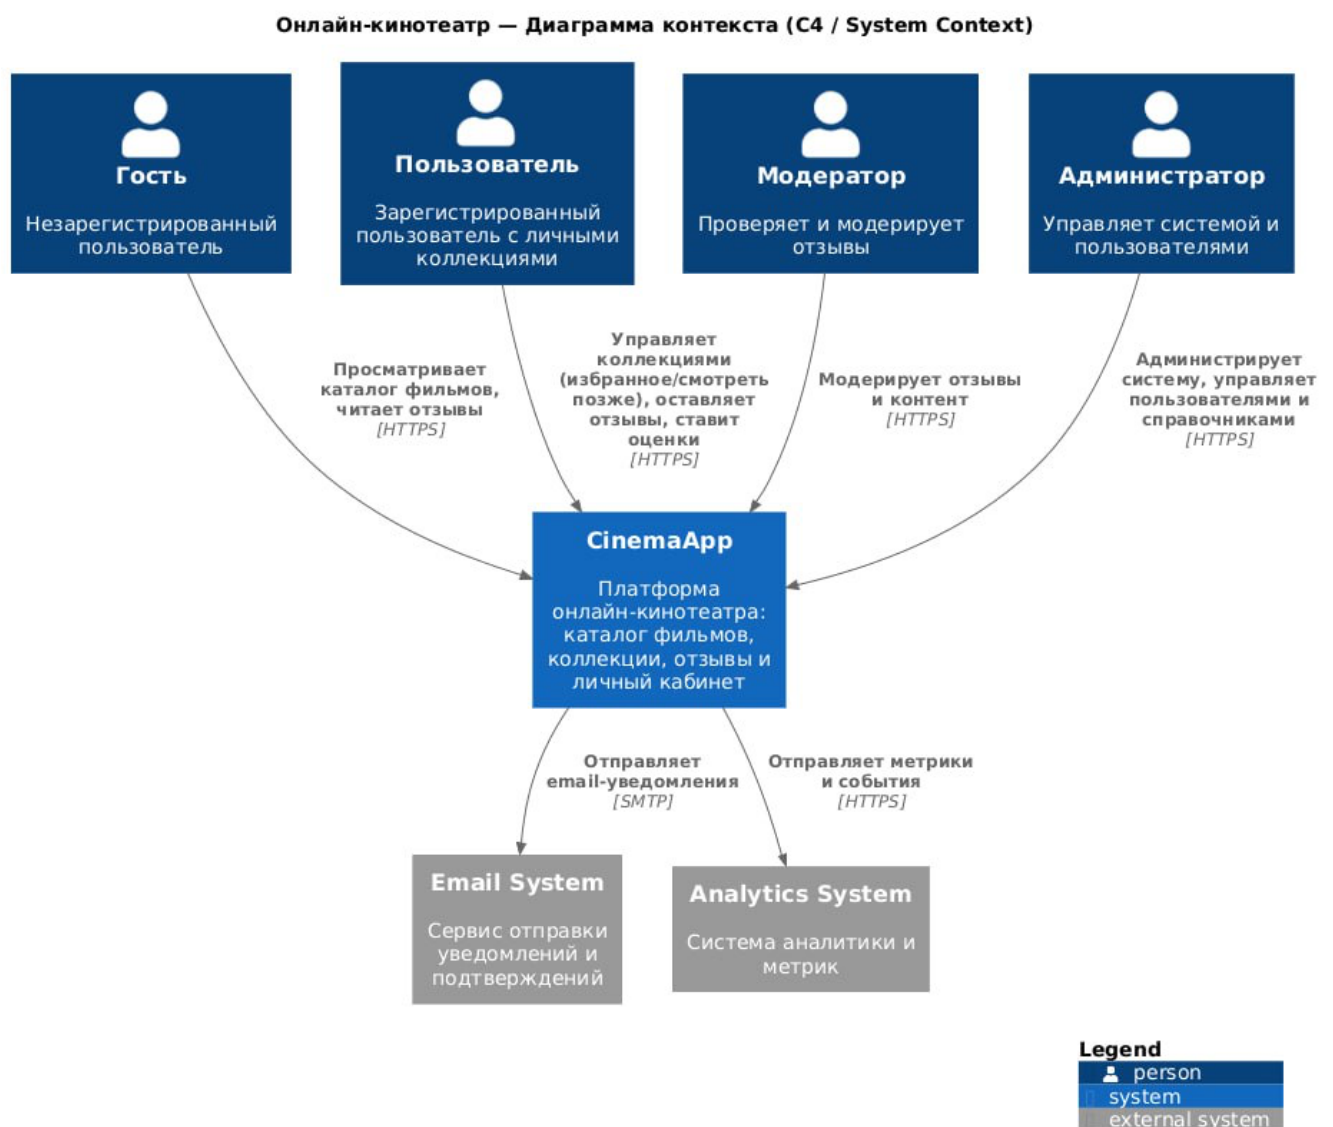 Онлайн-кинотеатр — Диаграмма контекста (C4 / System Context)
Гость
Незарегистрированный
пользователь
Пользователь
Зарегистрированный
пользователь с личными
коллекциями
Модератор
Проверяет и модерирует
отзывы
Администратор
Управляет системой и
пользователями
Просматривает
каталог фильмов,
читает отзывы
[HTTPS]
Управляет
коллекциями
(избранное/смотреть
позже), оставляет
отзывы, ставит
оценки
[HTTPS]
Модерирует отзывы
и контент
[HTTPS]
Администрирует
систему, управляет
пользователями и
справочниками
[HTTPS]
CinemaApp
Платформа
онлайн-кинотеатра:
каталог фильмов,
коллекции, отзывы и
личный кабинет
Отправляет
email-уведомления
[SMTP]
Отправляет метрики
и события
[HTTPS]
Email System
Сервис отправки
уведомлений и
подтверждений
Analytics System
Система аналитики и
метрик
Legend
person
system
external system